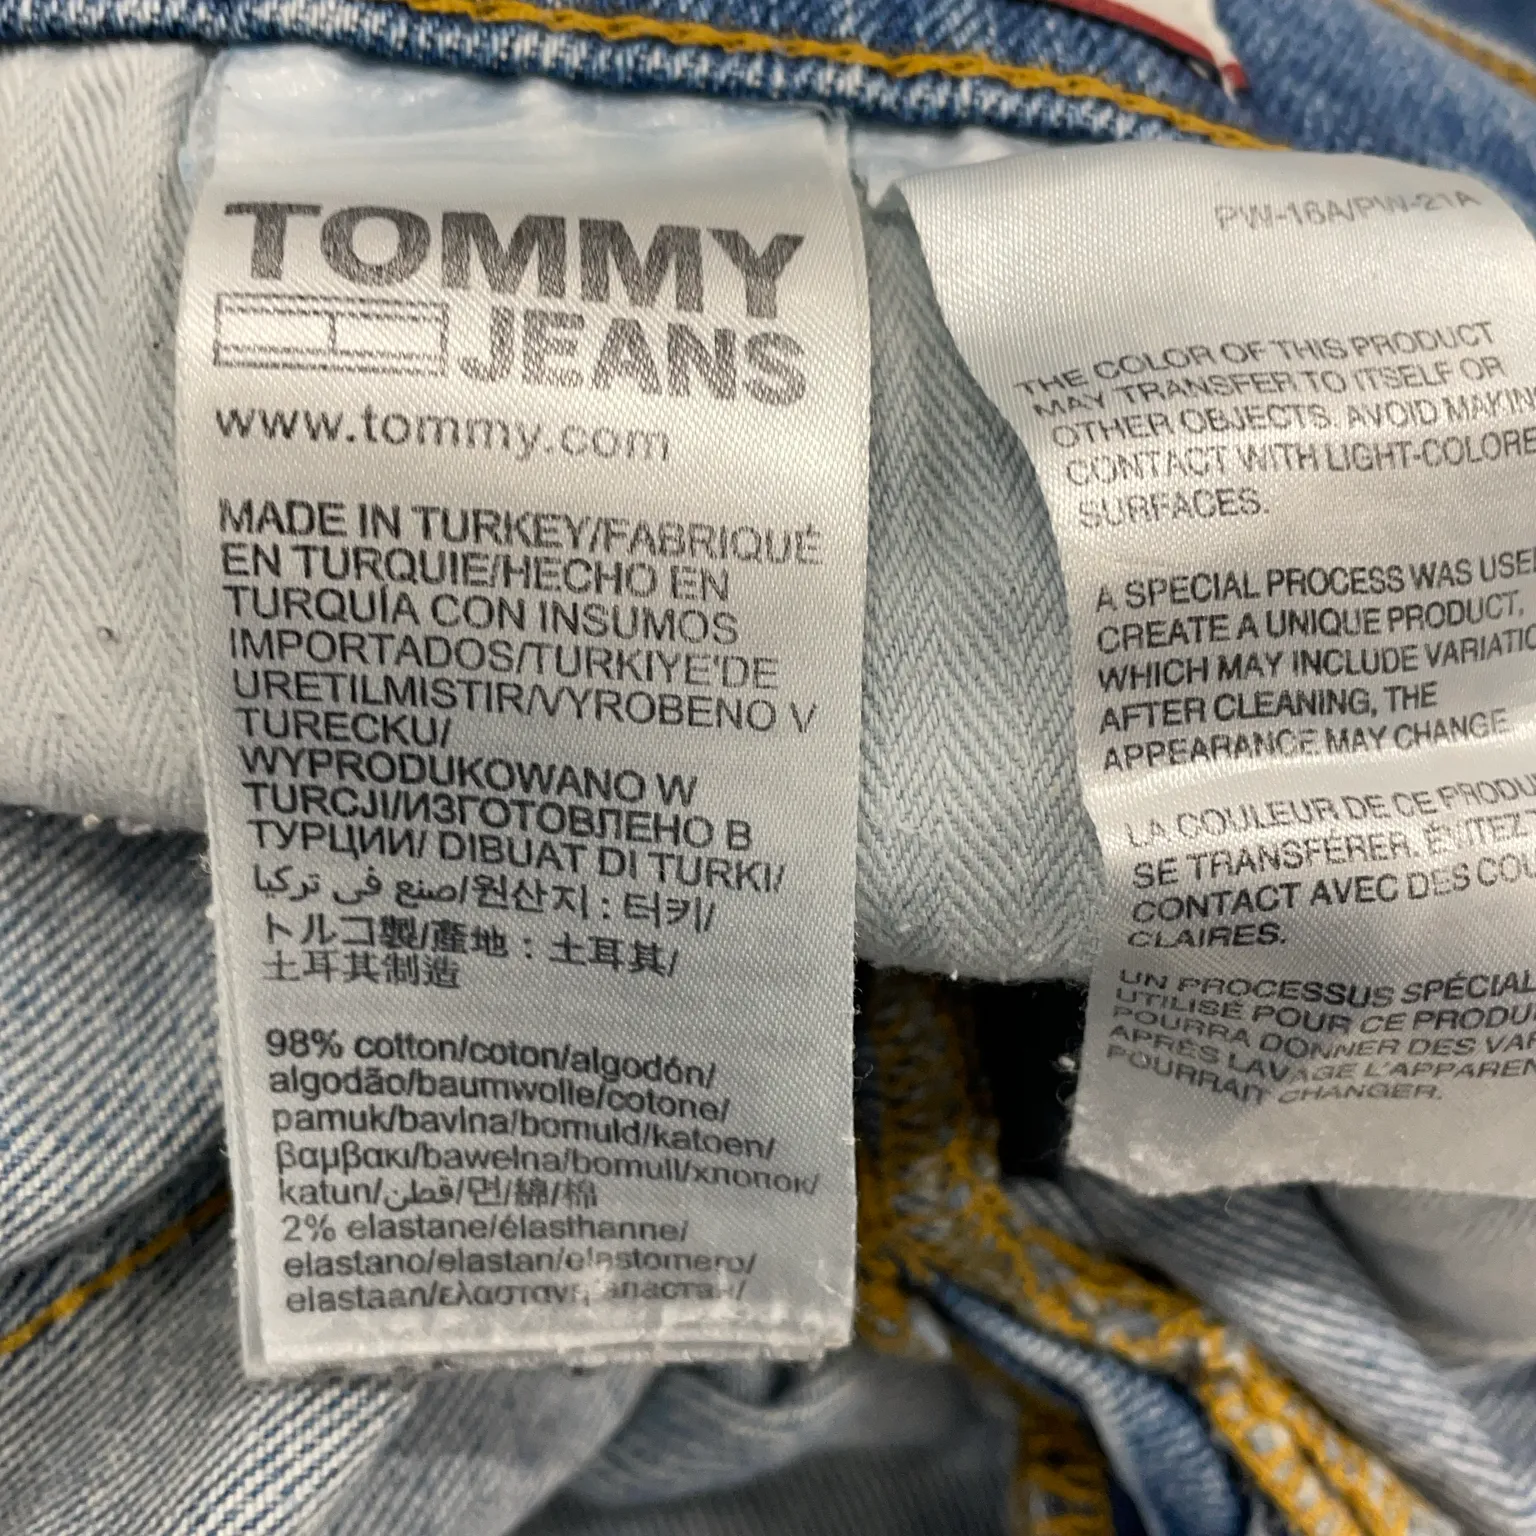 TOMMY
JEANS
www.tommy.com
MADE IN TURKEY/FABRIQUÉ
EN TURQUIE/HECHO EN
TURQUÍA CON INSUMOS
IMPORTADOS/TURKIYE'DE
URETILMISTIR/VYROBENO V
TURECKU/
WYPRODUKOWANO W
TURCJI/ИЗГОТОВЛЕНО В
ТУРЦИИ/ DIBUAT DI TURKI/
صنع في تركيا/원산지 : 터키/
トルコ製/產地 : 土耳其/
土耳其制造
98% cotton/coton/algodón/
algodão/baumwolle/cotone/
pamuk/bavlna/bomuld/katoen/
βαμβακι/bawełna/bomull/хлопок/
katun/قطن/면/綿/棉
2% elastane/élasthanne/
elastano/elastan/elastomero/
elastaan/ελαστανη
PW-16A/PW-21A
THE COLOR OF THIS PRODUCT
MAY TRANSFER TO ITSELF OR
OTHER OBJECTS. AVOID MAKIN
CONTACT WITH LIGHT-COLORE
SURFACES.
A SPECIAL PROCESS WAS USE
CREATE A UNIQUE PRODUCT,
WHICH MAY INCLUDE VARIATIO
AFTER CLEANING, THE
APPEARANCE MAY CHANGE
LA COULEUR DE CE PRODU
SE TRANSFÉRER. ÉVITEZ
CONTACT AVEC DES COU
CLAIRES.
UN PROCESSUS SPÉCIAL
UTILISÉ POUR CE PRODU
POURRA DONNER DES VAR
APRÈS LAVAGE L'APPAREN
POURRAIT CHANGER.